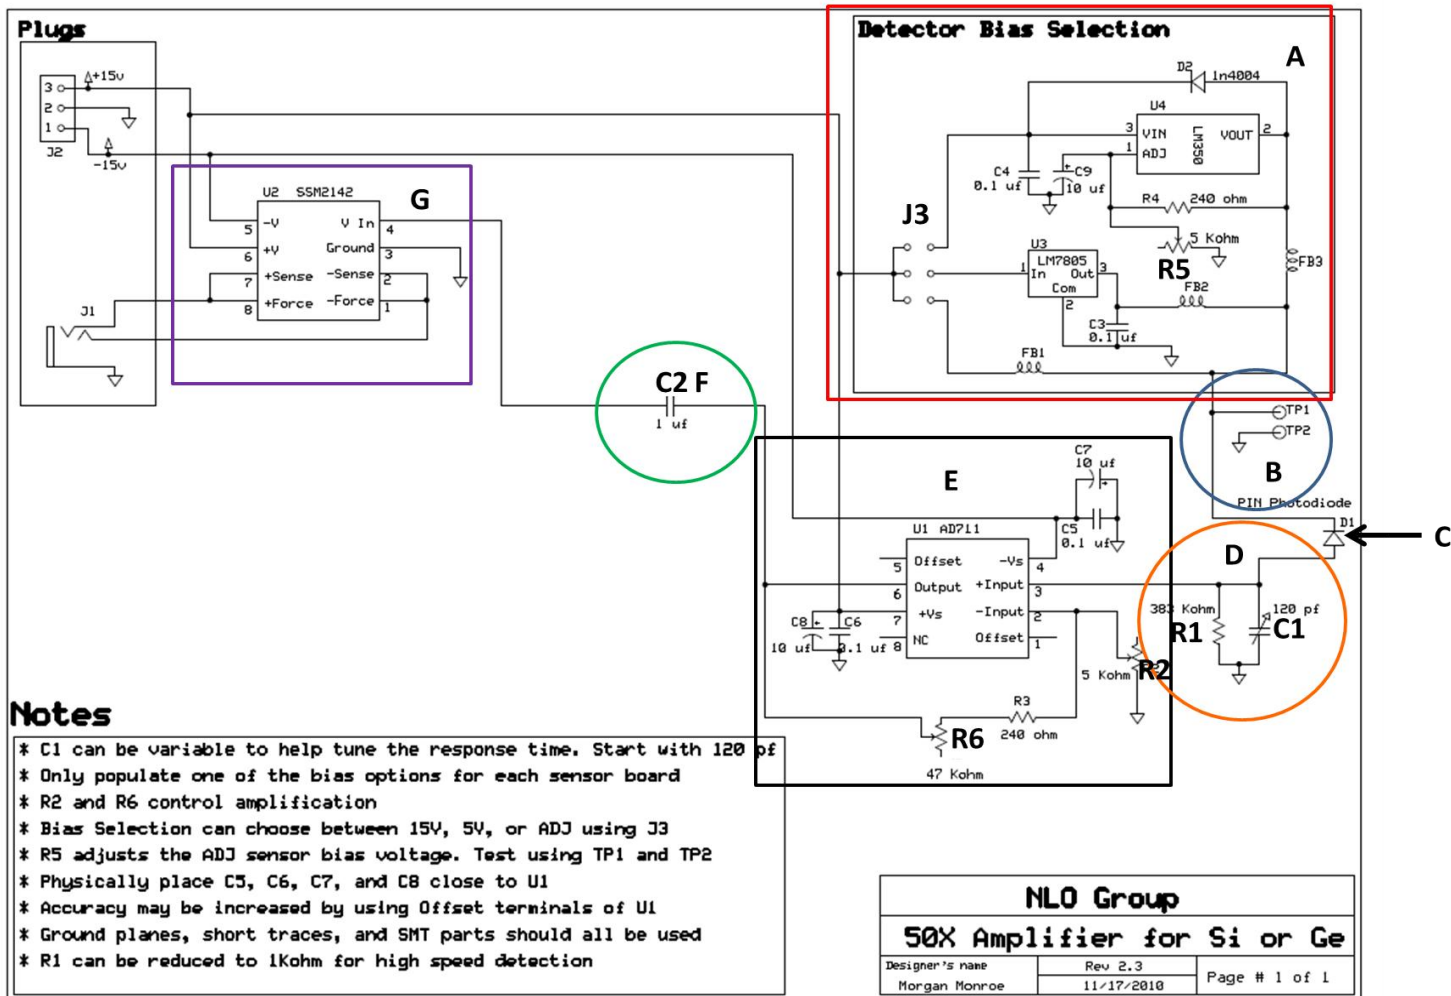 Plugs
3
+15v
2
1
J2
-15v
U2 SSM2142
G
-V
V In
5
4
+V
Ground
6
3
+Sense
-Sense
7
2
+Force
-Force
8
1
J1
Detector Bias Selection
A
D2
1n4004
U4
3
VIN
VOUT
2
1
ADJ
LM350
C4
0.1 uf
+
C9
10 uf
R4
240 ohm
J3
5 Kohm
R5
U3
LM7805
1
In
Out
3
Com
2
FB3
FB2
C3
0.1 uf
FB1
C2 F
1 uf
TP1
TP2
B
PIN Photodiode
D1
C
E
C7
10 uf
+
C5
0.1 uf
U1 AD711
Offset
-Vs
5
4
Output
+Input
6
3
+Vs
-Input
7
2
NC
Offset
8
1
C8
+
C6
10 uf
0.1 uf
D
383 Kohm
120 pf
R1
C1
5 Kohm
R2
R3
240 ohm
R6
47 Kohm
Notes
* C1 can be variable to help tune the response time. Start with 120 pf
* Only populate one of the bias options for each sensor board
* R2 and R6 control amplification
* Bias Selection can choose between 15V, 5V, or ADJ using J3
* R5 adjusts the ADJ sensor bias voltage. Test using TP1 and TP2
* Physically place C5, C6, C7, and C8 close to U1
* Accuracy may be increased by using Offset terminals of U1
* Ground planes, short traces, and SMT parts should all be used
* R1 can be reduced to 1Kohm for high speed detection
NLO Group
50X Amplifier for Si or Ge
Designer's name
Morgan Monroe
Rev 2.3
11/17/2010
Page # 1 of 1